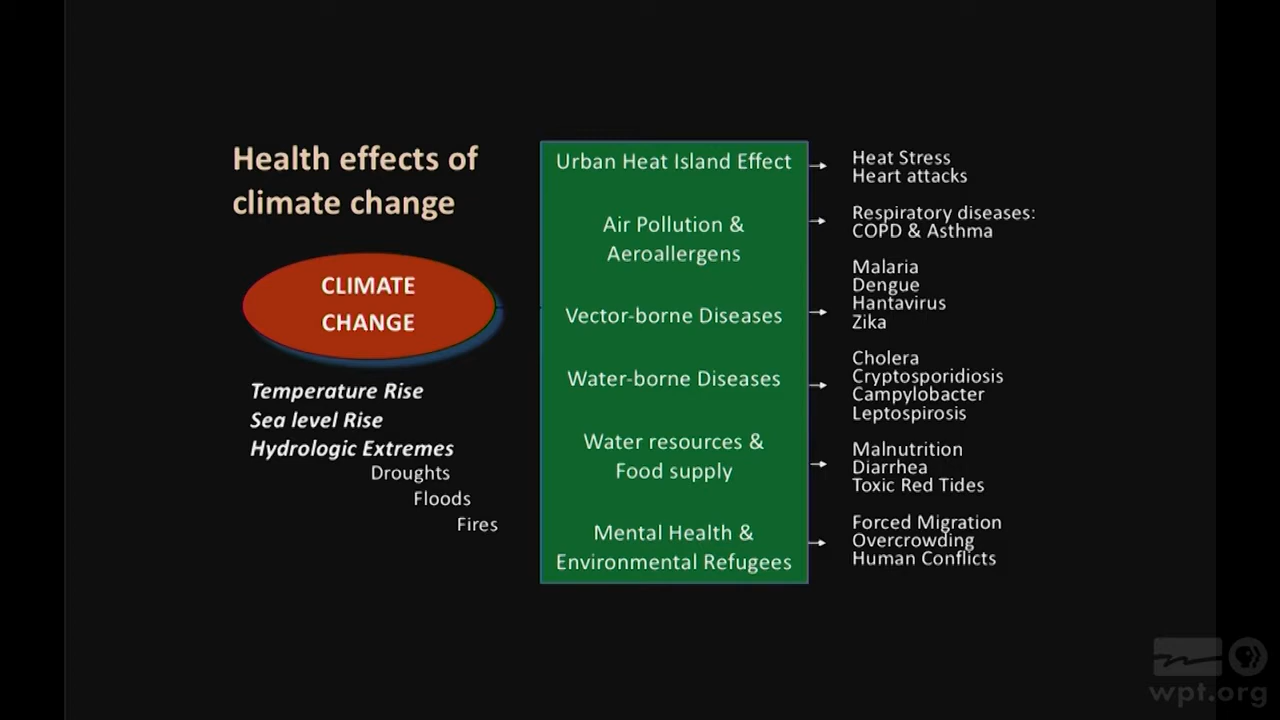 Health effects of
climate change
CLIMATE
CHANGE
Temperature Rise
Sea level Rise
Hydrologic Extremes
Droughts
Floods
Fires
Urban Heat Island Effect
Air Pollution &
Aeroallergens
Vector-borne Diseases
Water-borne Diseases
Water resources &
Food supply
Mental Health &
Environmental Refugees
Heat Stress
Heart attacks
Respiratory diseases:
COPD & Asthma
Malaria
Dengue
Hantavirus
Zika
Cholera
Cryptosporidiosis
Campylobacter
Leptospirosis
Malnutrition
Diarrhea
Toxic Red Tides
Forced Migration
Overcrowding
Human Conflicts
wpt.org